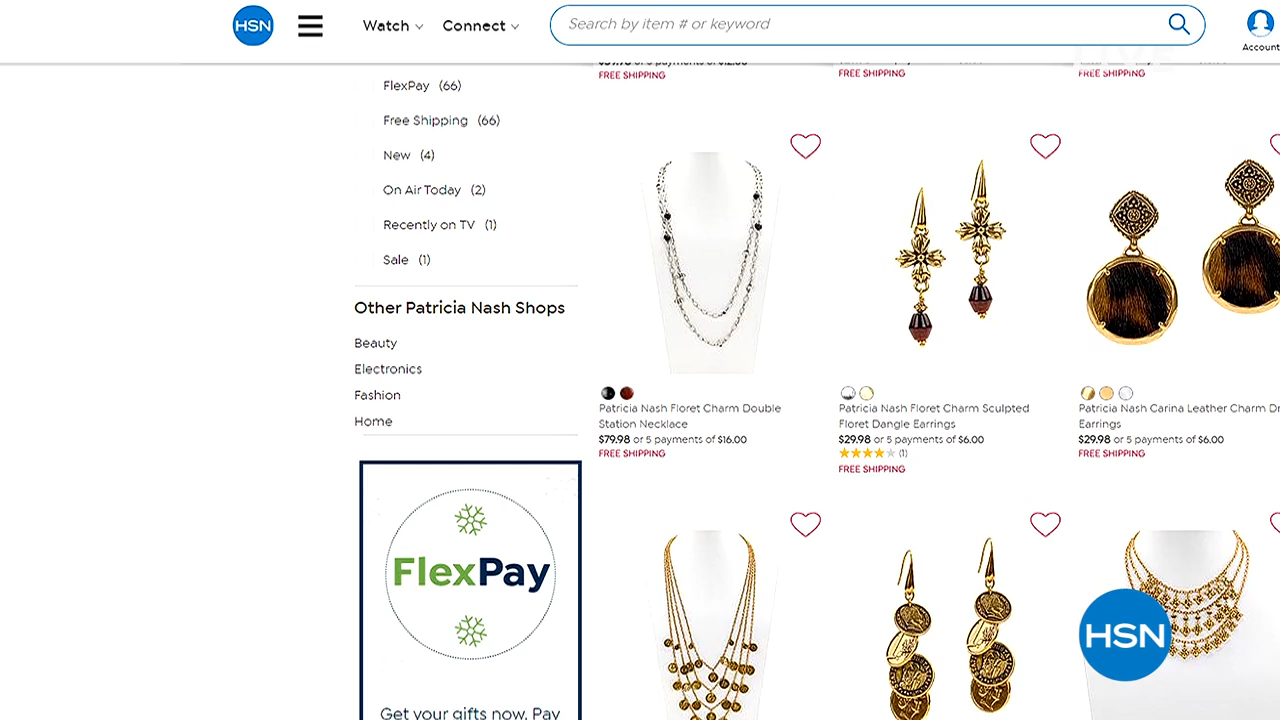 HSN
Watch
Connect
Search by item # or keyword
Account
LIVE
FREE SHIPPING
FREE SHIPPING
FREE SHIPPING
FlexPay (66)
Free Shipping (66)
New (4)
On Air Today (2)
Recently on TV (1)
Sale (1)
Other Patricia Nash Shops
Beauty
Electronics
Fashion
Home
Patricia Nash Floret Charm Double
Station Necklace
$79.98 or 5 payments of $16.00
FREE SHIPPING
Patricia Nash Floret Charm Sculpted
Floret Dangle Earrings
$29.98 or 5 payments of $6.00
(1)
FREE SHIPPING
Patricia Nash Carina Leather Charm Dr
Earrings
$29.98 or 5 payments of $6.00
FREE SHIPPING
FlexPay
Get your gifts now. Pay
HSN